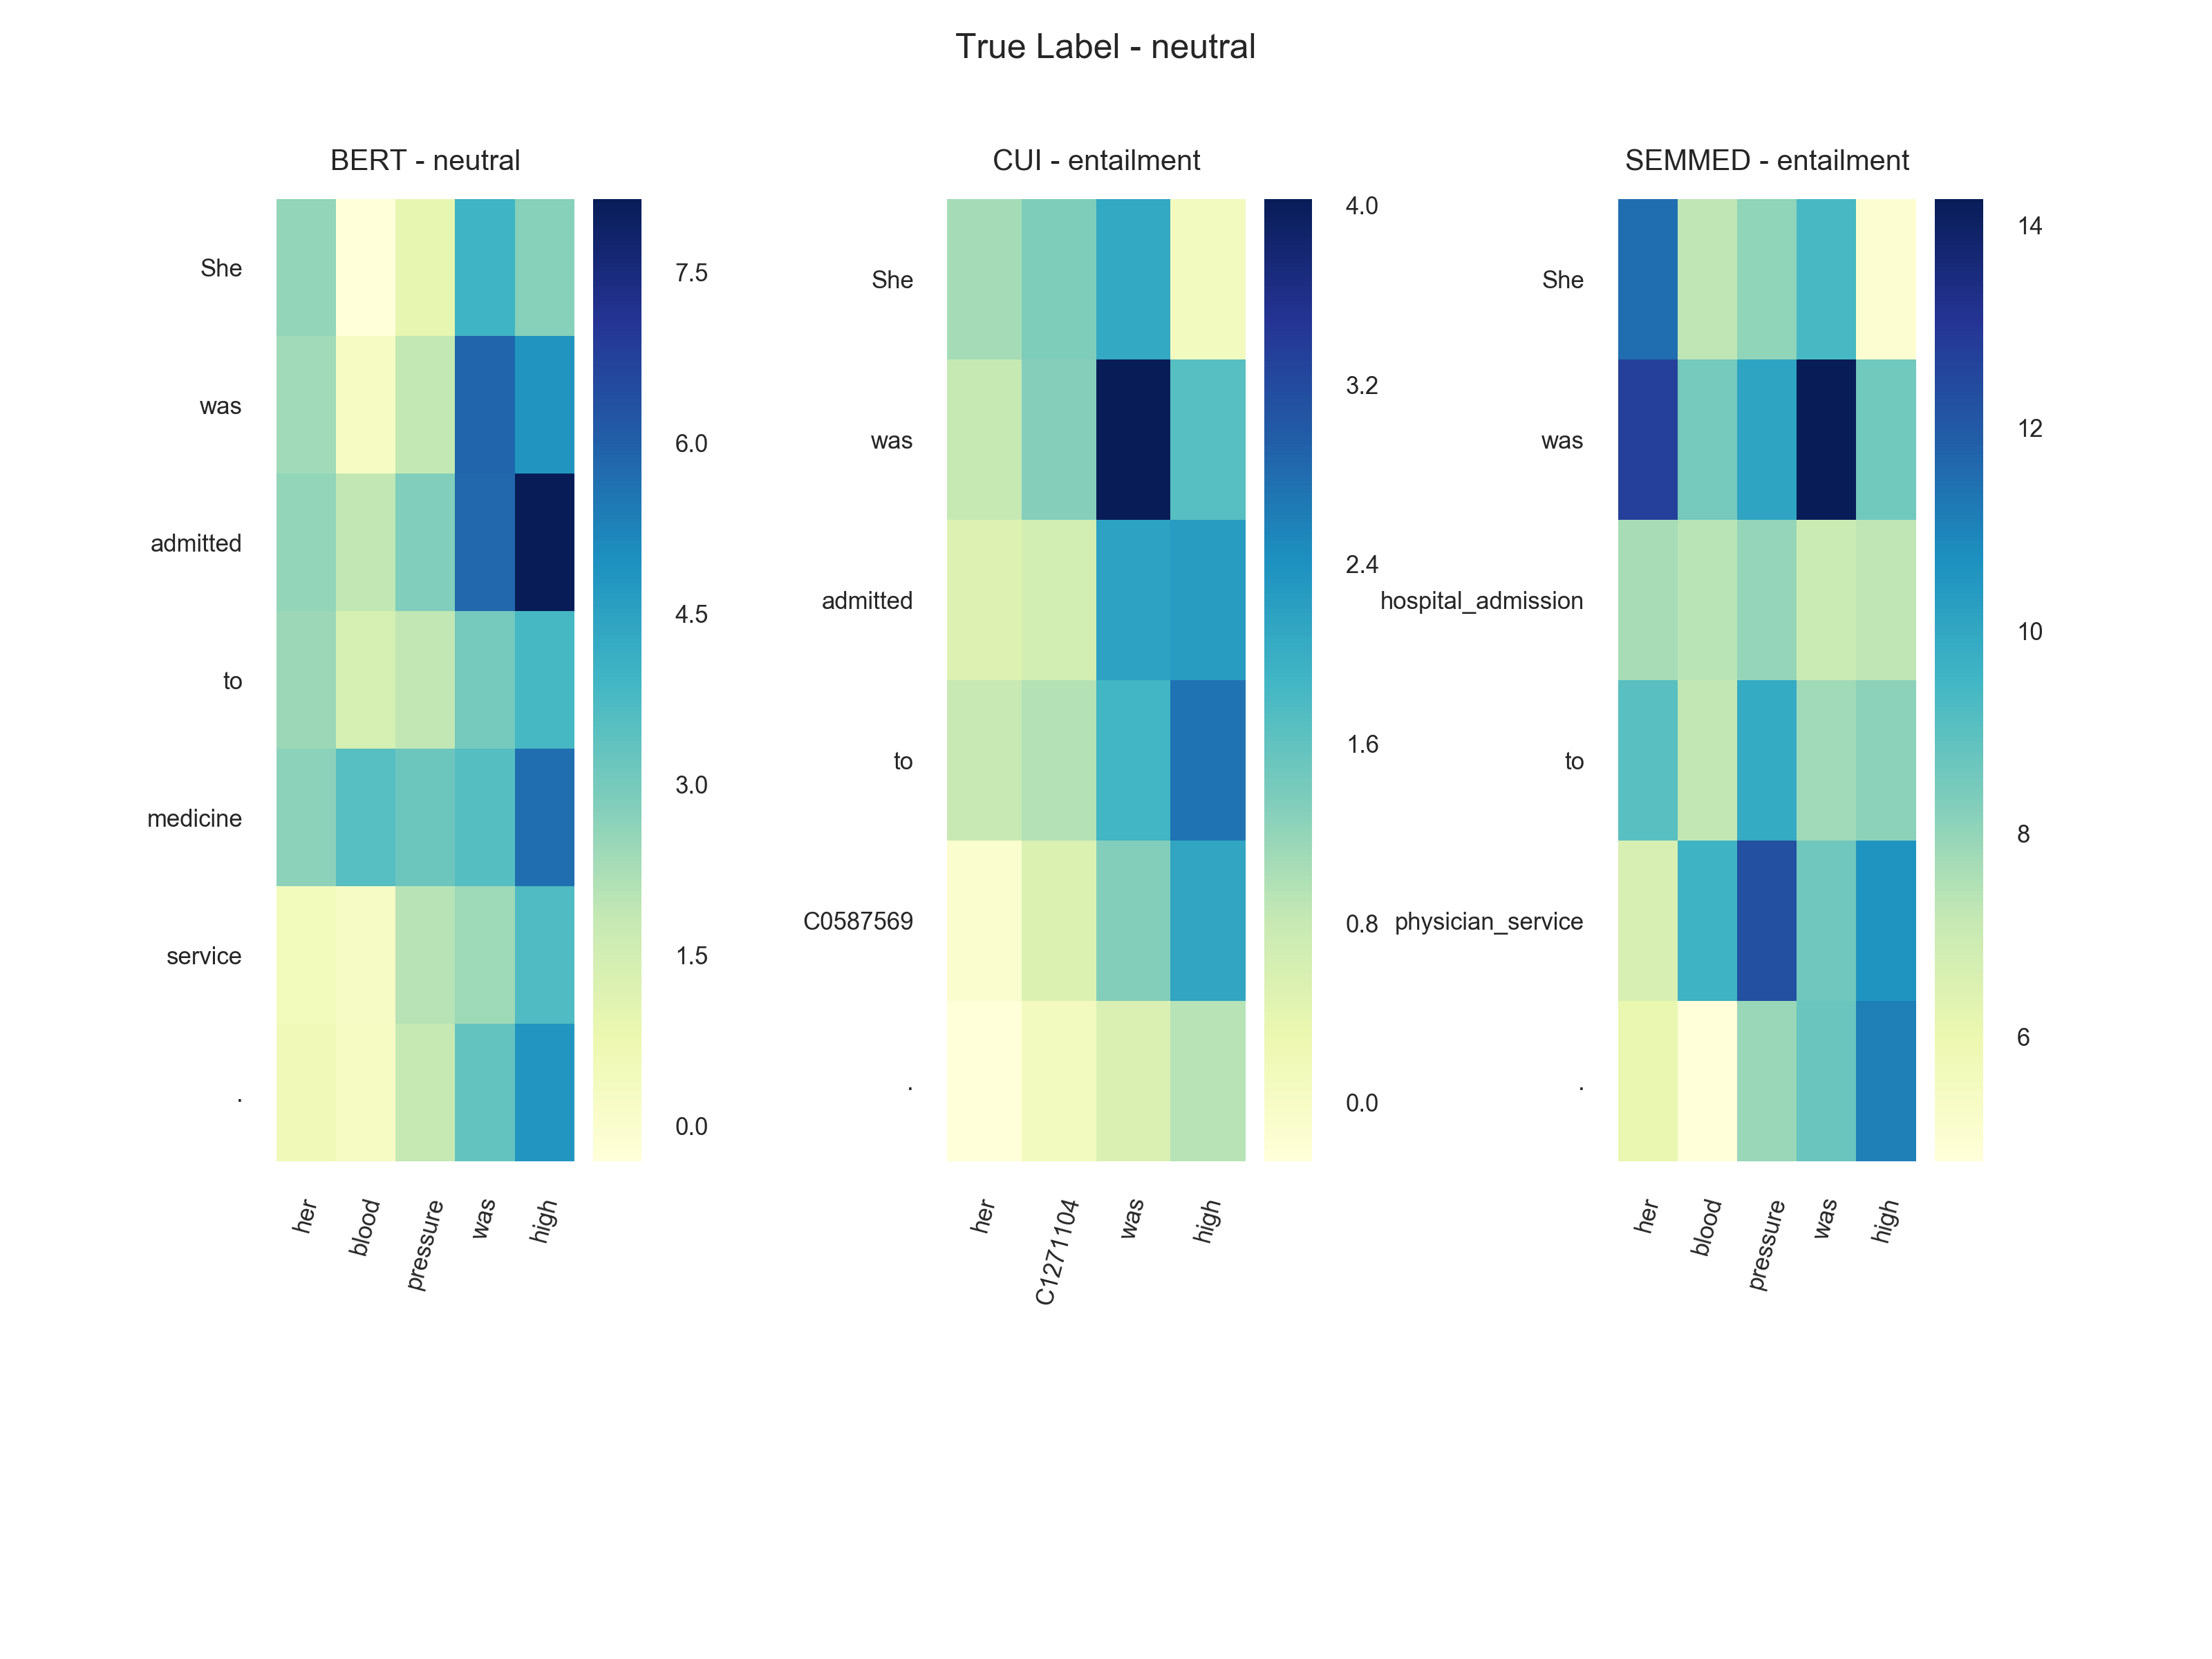 True Label - neutral
BERT - neutral
She
was
admitted
to
medicine
service
.
7.5
6.0
4.5
3.0
1.5
0.0
her
blood
pressure
was
high
CUI - entailment
She
was
admitted
to
C0587569
.
4.0
3.2
2.4
1.6
0.8
0.0
her
C1271104
was
high
SEMMED - entailment
She
was
hospital_admission
to
physician_service
.
14
12
10
8
6
her
blood
pressure
was
high